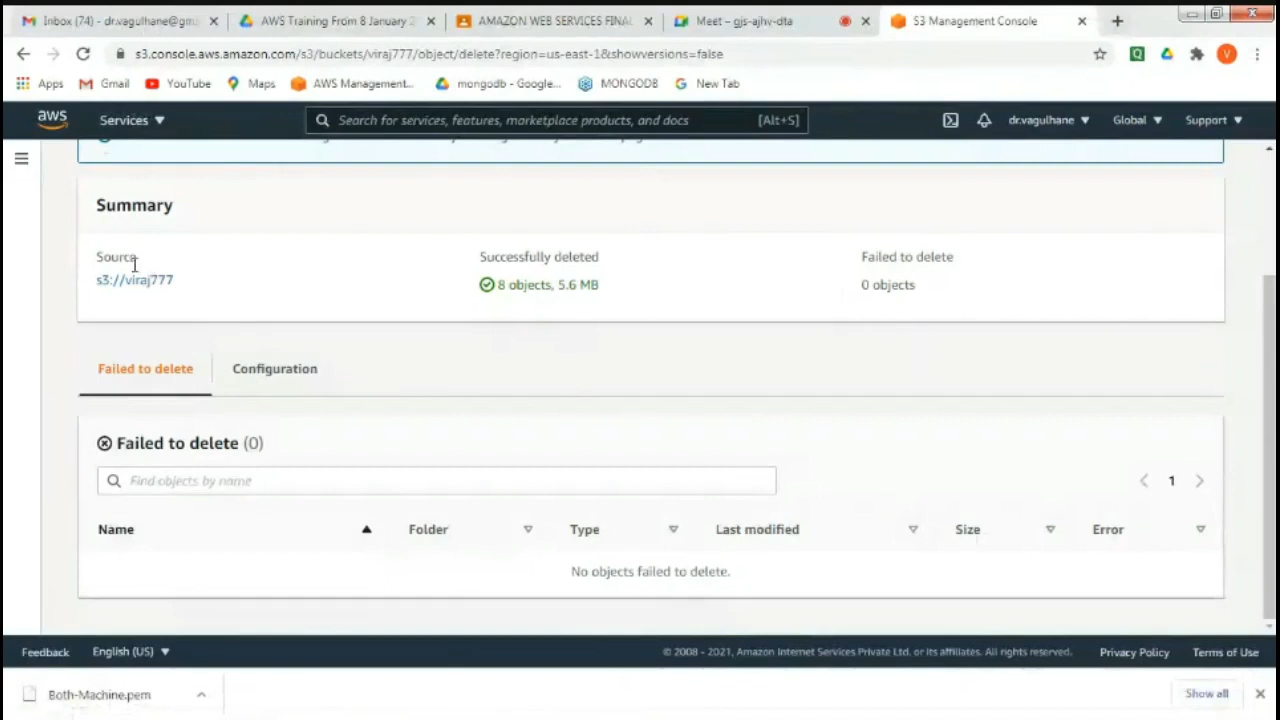 Inbox (74) - dr.vagulhane@gm
AWS Training From 8 January 2
AMAZON WEB SERVICES FINAL
Meet – gjs-ajhv-dta
S3 Management Console
s3.console.aws.amazon.com/s3/buckets/viraj777/object/delete?region=us-east-1&showversions=false
Apps
Gmail
YouTube
Maps
AWS Management...
mongodb - Google...
MONGODB
New Tab
aws
Services
Search for services, features, marketplace products, and docs
[Alt+S]
dr.vagulhane
Global
Support
Summary
Source
s3://viraj777
Successfully deleted
8 objects, 5.6 MB
Failed to delete
0 objects
Failed to delete
Configuration
Failed to delete (0)
Find objects by name
1
Name
Folder
Type
Last modified
Size
Error
No objects failed to delete.
Feedback
English (US)
© 2008 - 2021, Amazon Internet Services Private Ltd. or its affiliates. All rights reserved.
Privacy Policy
Terms of Use
Both-Machine.pem
Show all